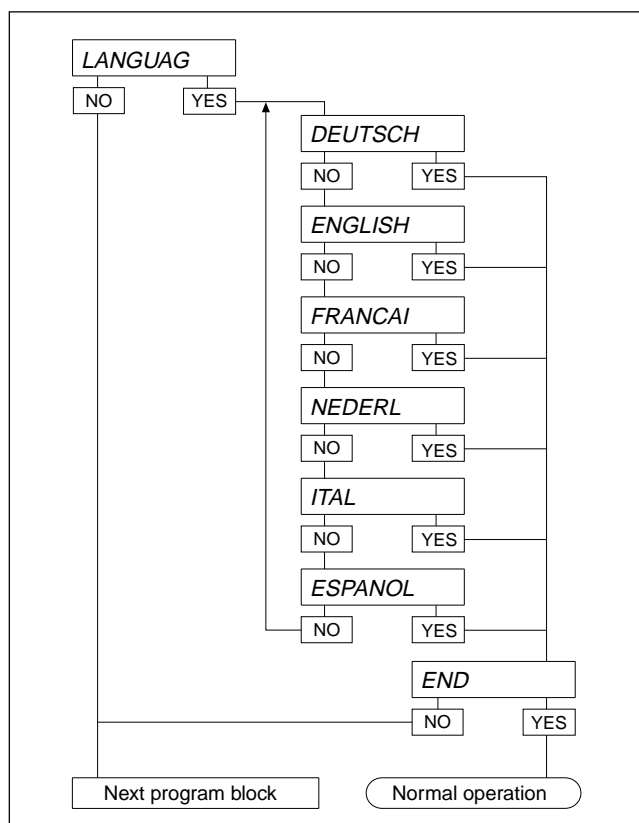 LANGUAG
NO YES
DEUTSCH
NO YES
ENGLISH
NO YES
FRANCAI
NO YES
NEDERL
NO YES
ITAL
NO YES
ESPANOL
NO YES
END
NO YES
Next program block Normal operation